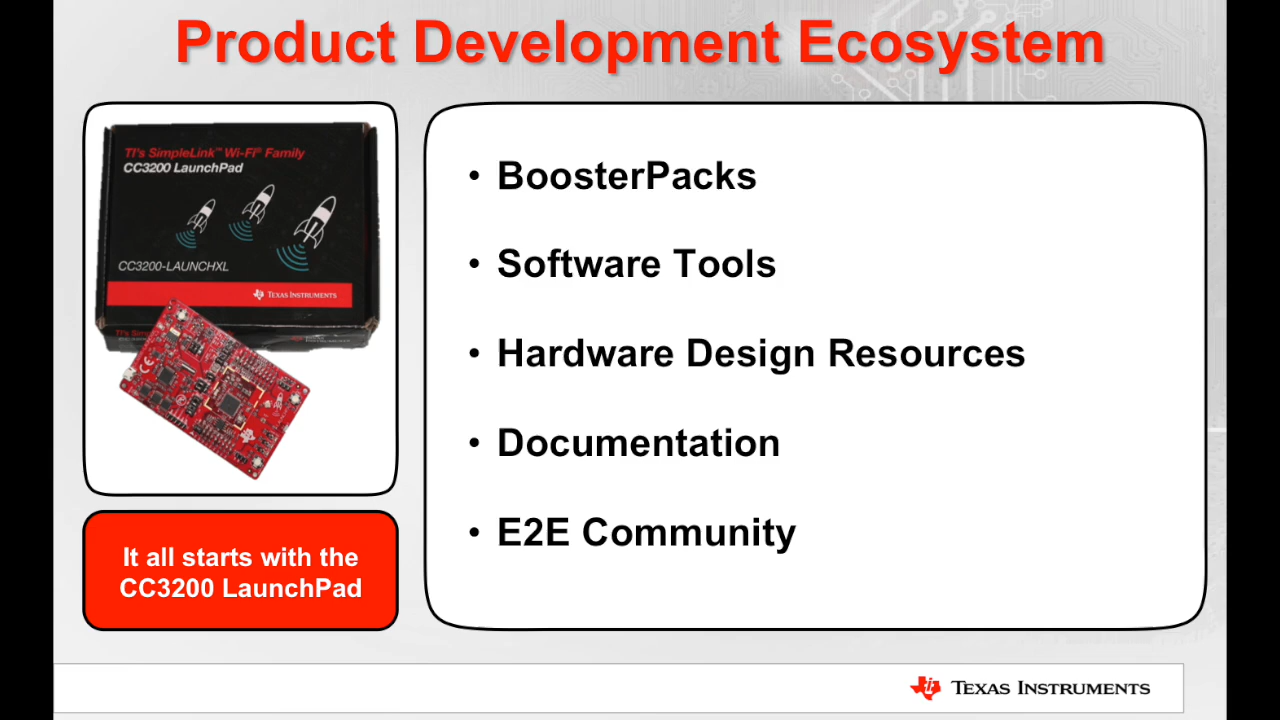 Product Development Ecosystem
TI's SimpleLink™ Wi-Fi® Family
CC3200 LaunchPad
CC3200-LAUNCHXL
TEXAS INSTRUMENTS
It all starts with the
CC3200 LaunchPad
• BoosterPacks
• Software Tools
• Hardware Design Resources
• Documentation
• E2E Community
TEXAS INSTRUMENTS